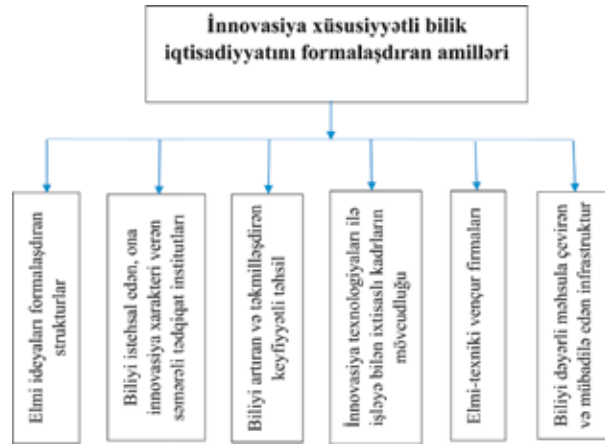 İnnovasiya xüsusiyyətli bilik
iqtisadiyyatını formalaşdıran amilləri
Elmi ideyaları formalaşdıran
strukturlar
Biliyi istehsal edən, ona
innovasiya xarakteri verən
səmərəli tədqiqat institutları
Biliyi artıran və təkmilləşdirən
keyfiyyətli təhsil
İnnovasiya texnologiyaları ilə
işləyə bilən ixtisaslı kadrların
mövcudluğu
Elmi-texniki vençur firmaları
Biliyi dəyərli məhsula çevirən
və mübadilə edən infrastruktur